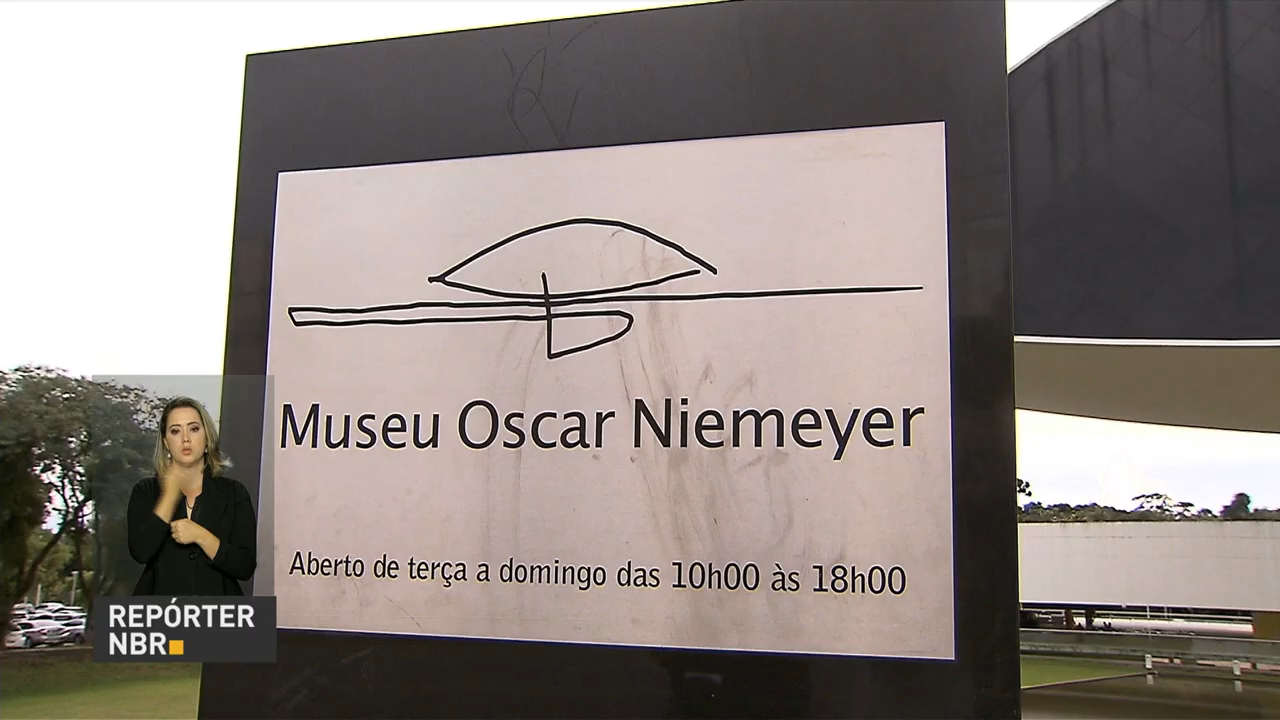 Museu Oscar Niemeyer
Aberto de terça a domingo das 10h00 às 18h00
REPÓRTER
NBR